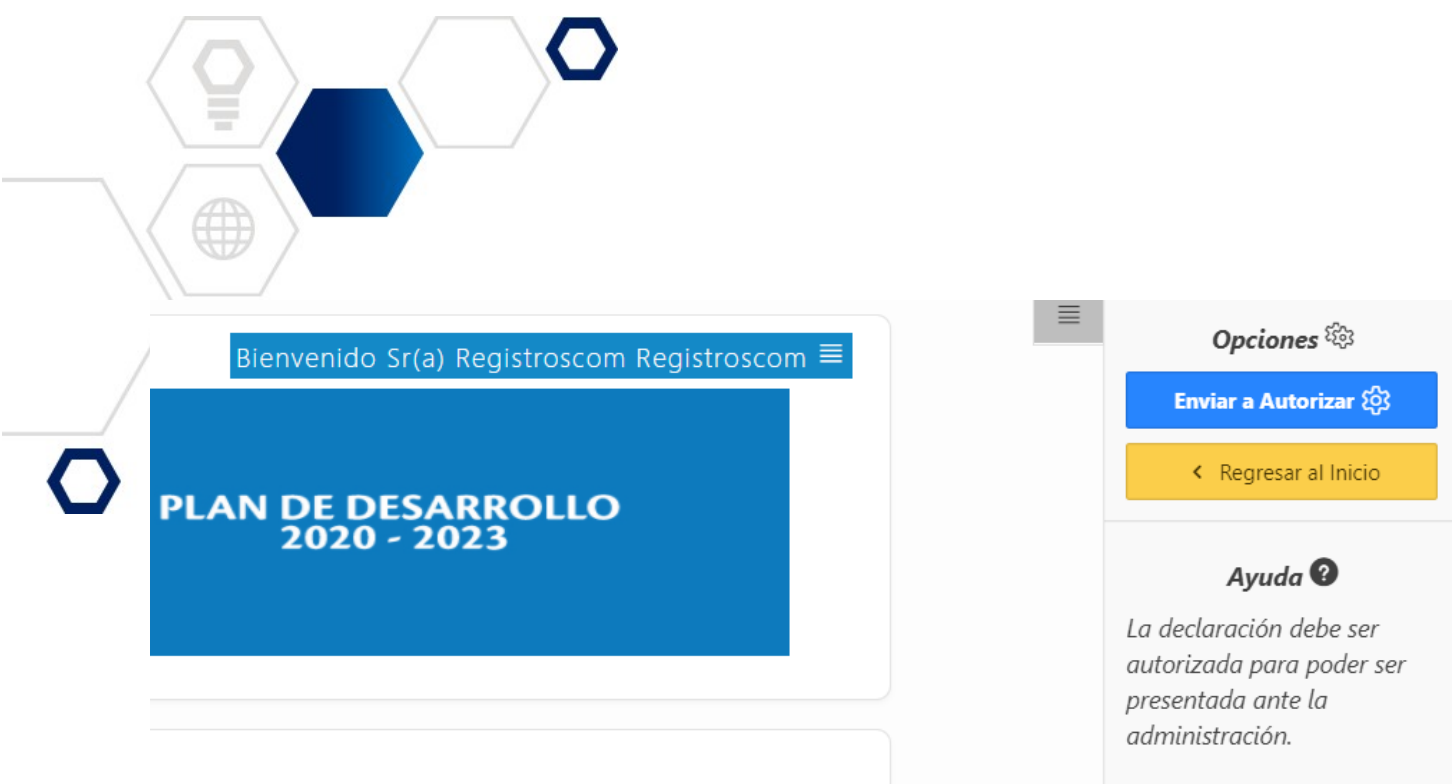 Bienvenido Sr(a) Registroscom Registroscom
PLAN DE DESARROLLO
2020 - 2023
Opciones
Enviar a Autorizar
Regresar al Inicio
Ayuda
La declaración debe ser
autorizada para poder ser
presentada ante la
administración.